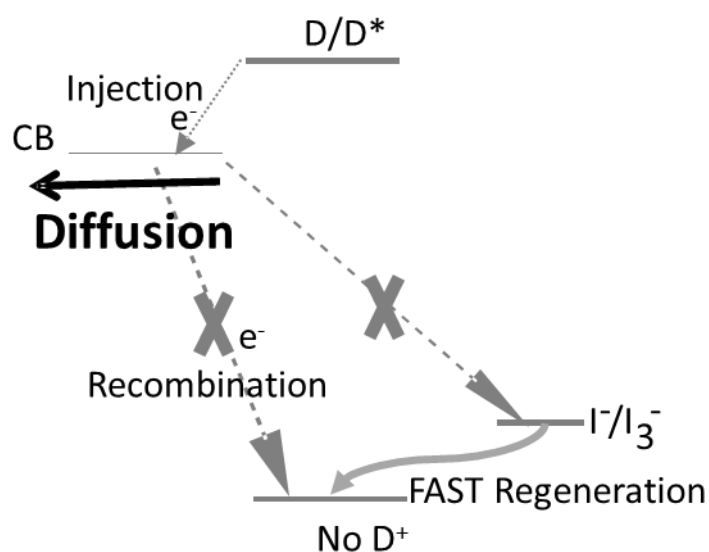 D/D*
Injection
e⁻
CB
Diffusion
e⁻
Recombination
I⁻/I₃⁻
FAST Regeneration
No D⁺